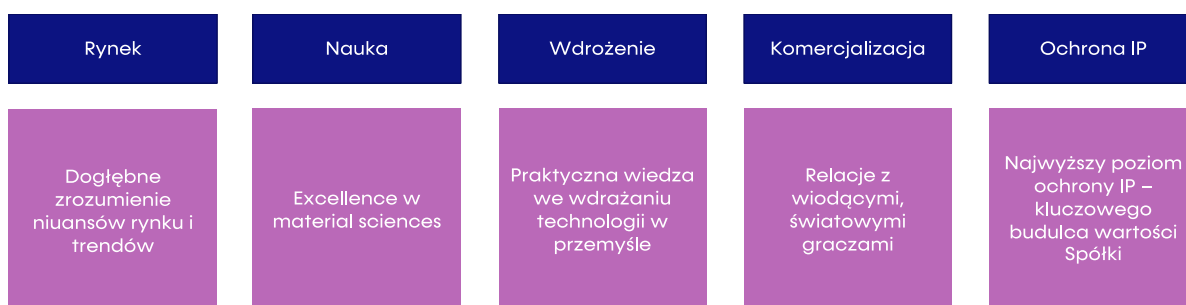 Rynek
Nauka
Wdrożenie
Komercjalizacja
Ochrona IP
Dogłębne
zrozumienie
niuansów rynku i
trendów
Excellence w
material sciences
Praktyczna wiedza
we wdrażaniu
technologii w
przemyśle
Relacje z
wiodącymi,
światowymi
graczami
Najwyższy poziom
ochrony IP –
kluczowego
budulca wartości
Spółki